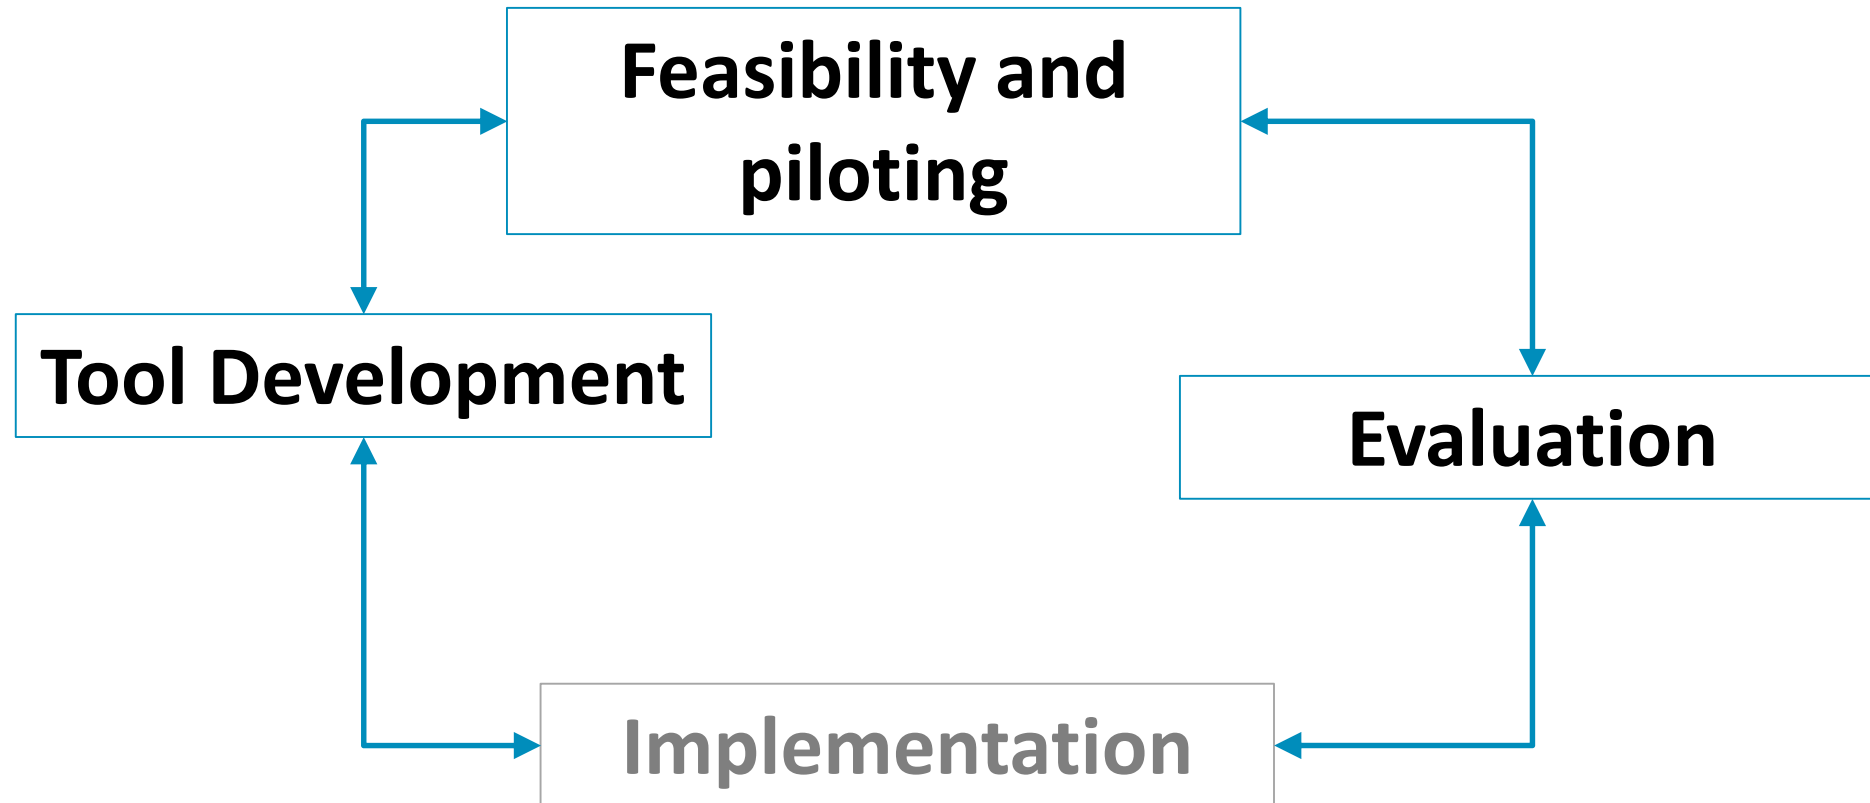 Feasibility and
piloting
Tool Development
Evaluation
Implementation